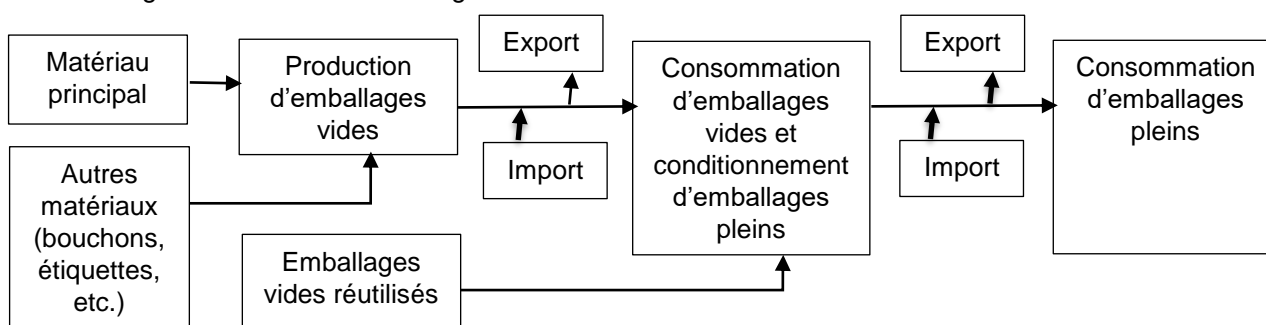 Matériau
principal
Autres
matériaux
(bouchons,
étiquettes,
etc.)
Production
d’emballages
vides
Emballages
vides réutilisés
Export
Import
Consommation
d’emballages
vides et
conditionnement
d’emballages
pleins
Export
Import
Consommation
d’emballages
pleins